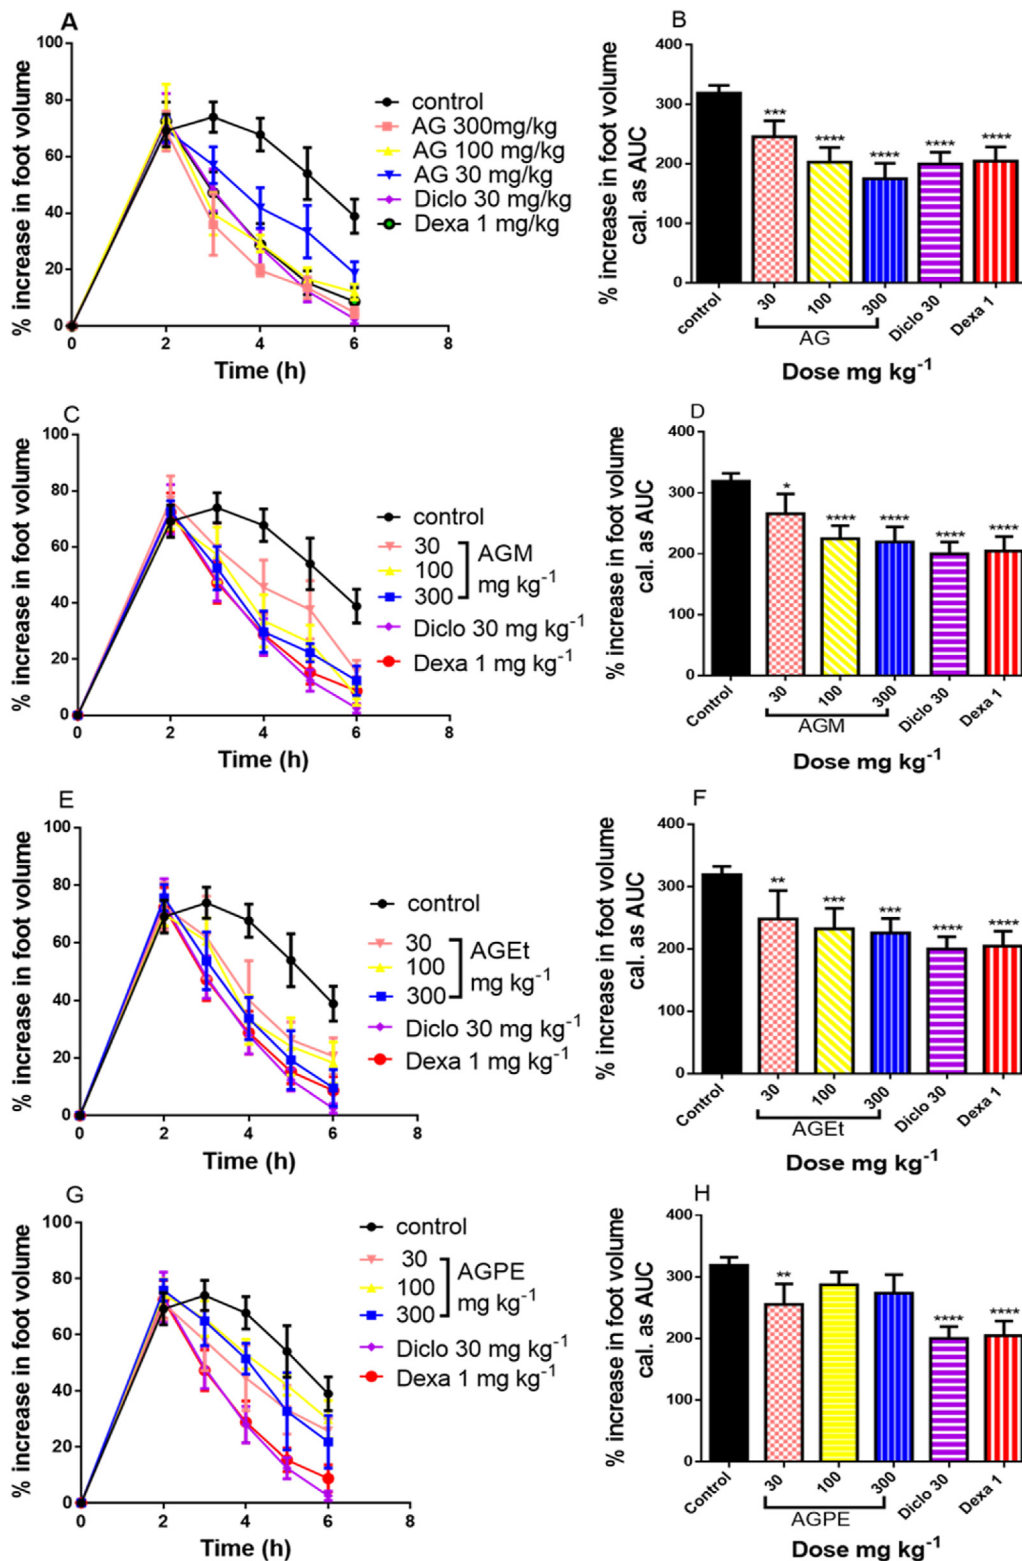 A
% increase in foot volume
100
80
60
40
20
0
0 2 4 6 8
Time (h)
control
AG 300mg/kg
AG 100 mg/kg
AG 30 mg/kg
Diclo 30 mg/kg
Dexa 1 mg/kg
B
% increase in foot volume
cal. as AUC
400
300
200
100
0
*** **** **** **** ****
control 30 100 300 Diclo 30 Dexa 1
AG
Dose mg kg-1
C
% increase in foot volume
100
80
60
40
20
0
0 2 4 6 8
Time (h)
control
30
100
300
AGM
mg kg-1
Diclo 30 mg kg-1
Dexa 1 mg kg-1
D
% increase in foot volume
cal. as AUC
400
300
200
100
0
* **** **** **** ****
Control 30 100 300 Diclo 30 Dexa 1
AGM
Dose mg kg-1
E
% increase in foot volume
100
80
60
40
20
0
0 2 4 6 8
Time (h)
control
30
100
300
AGEt
mg kg-1
Diclo 30 mg kg-1
Dexa 1 mg kg-1
F
% increase in foot volume
cal. as AUC
400
300
200
100
0
** *** *** **** ****
Control 30 100 300 Diclo 30 Dexa 1
AGEt
Dose mg kg-1
G
% increase in foot volume
100
80
60
40
20
0
0 2 4 6 8
Time (h)
control
30
100
300
AGPE
mg kg-1
Diclo 30 mg kg-1
Dexa 1 mg kg-1
H
% increase in foot volume
cal. as AUC
400
300
200
100
0
** **** ****
Control 30 100 300 Diclo 30 Dexa 1
AGPE
Dose mg kg-1